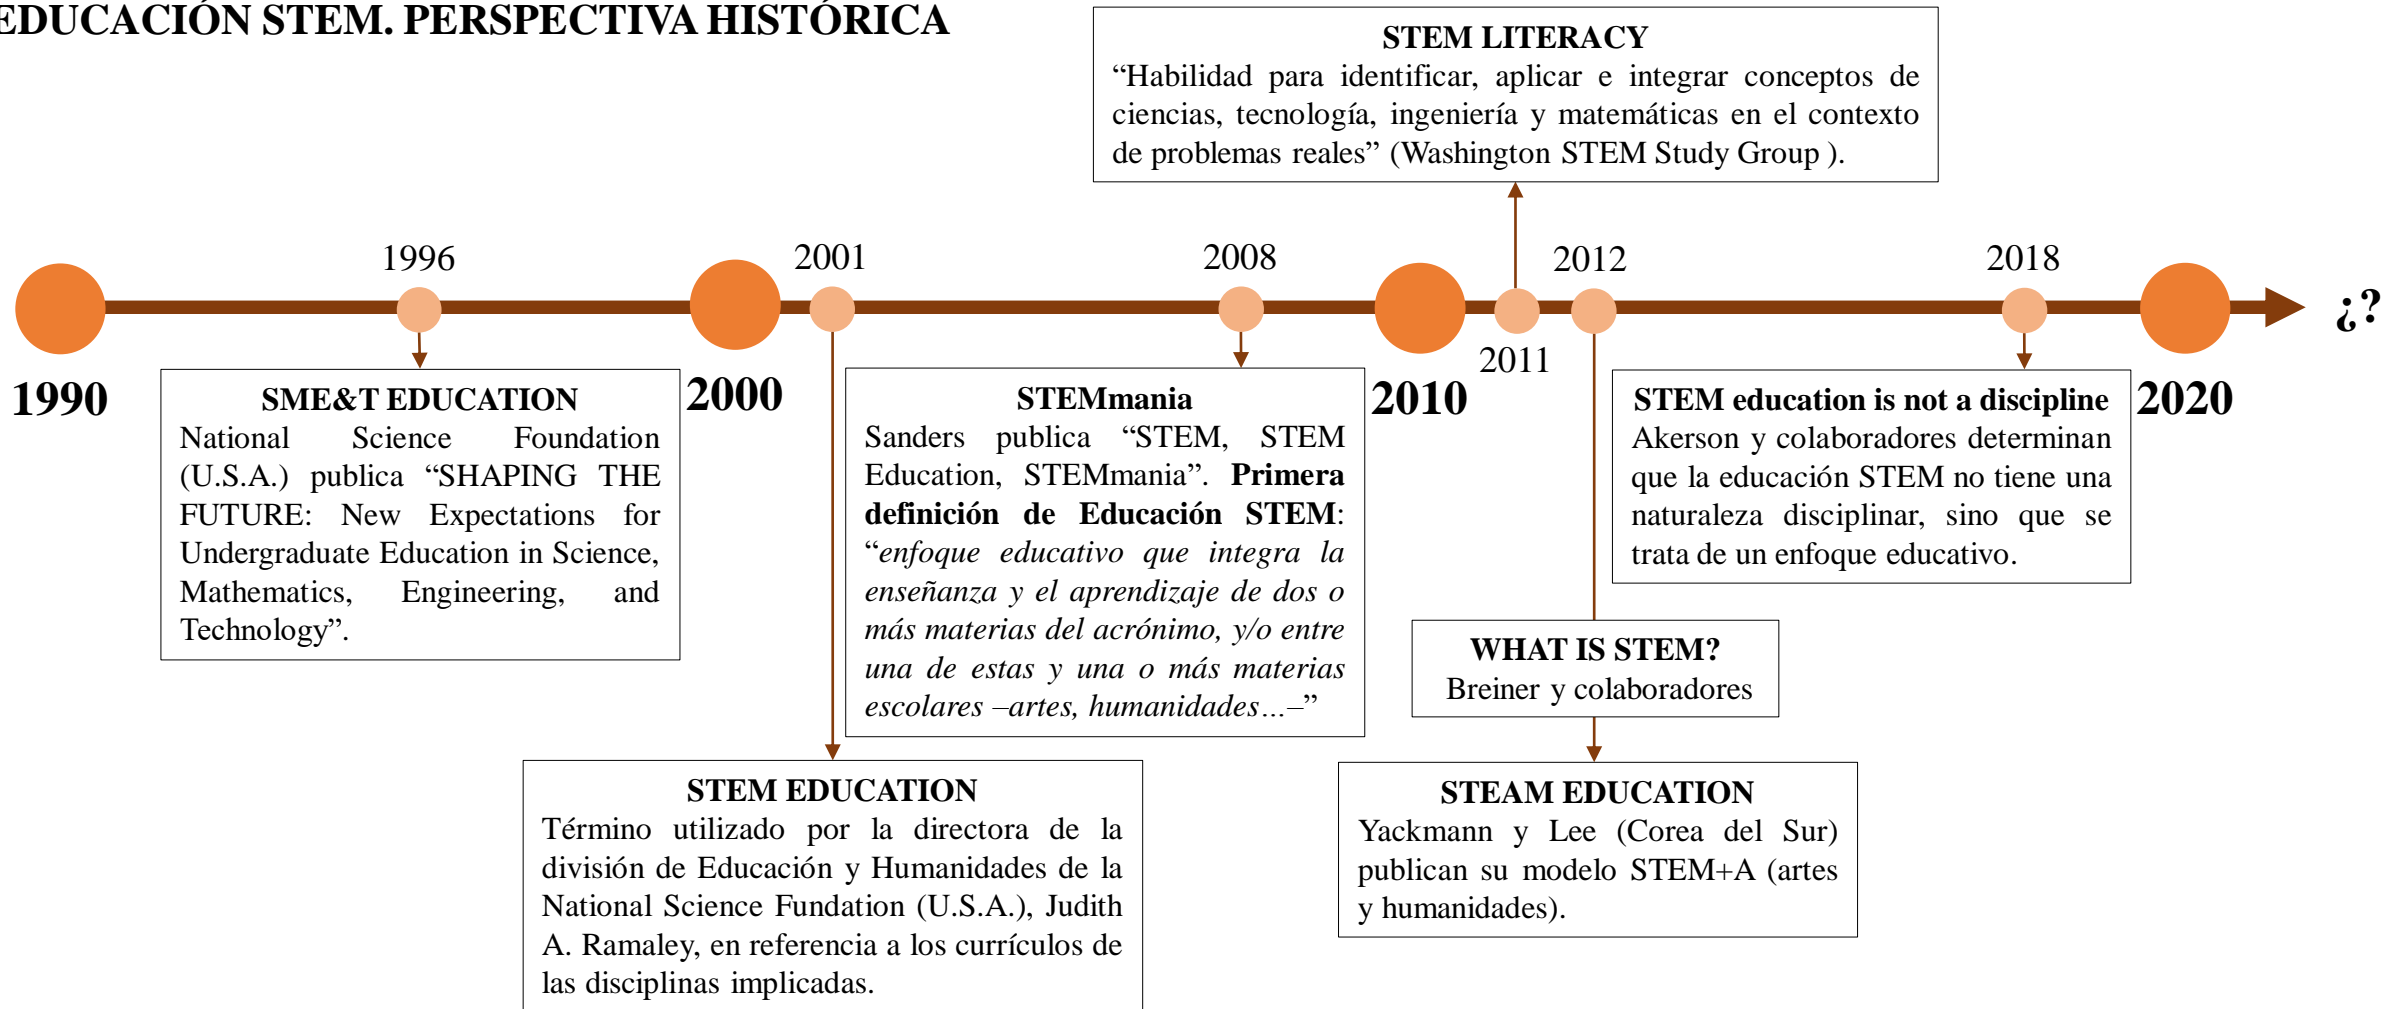 EDUCACIÓN STEM. PERSPECTIVA HISTÓRICA
STEM LITERACY
“Habilidad para identificar, aplicar e integrar conceptos de
ciencias, tecnología, ingeniería y matemáticas en el contexto
de problemas reales” (Washington STEM Study Group ).
1996
2001
2008
2012
2018
¿?
2011
1990
2000
2010
2020
SME&T EDUCATION
National Science Foundation
(U.S.A.) publica “SHAPING THE
FUTURE: New Expectations for
Undergraduate Education in Science,
Mathematics, Engineering, and
Technology”.
STEMmania
Sanders publica “STEM, STEM
Education, STEMmania”. Primera
definición de Educación STEM:
“enfoque educativo que integra la
enseñanza y el aprendizaje de dos o
más materias del acrónimo, y/o entre
una de estas y una o más materias
escolares –artes, humanidades…–”
STEM education is not a discipline
Akerson y colaboradores determinan
que la educación STEM no tiene una
naturaleza disciplinar, sino que se
trata de un enfoque educativo.
WHAT IS STEM?
Breiner y colaboradores
STEM EDUCATION
Término utilizado por la directora de la
división de Educación y Humanidades de la
National Science Fundation (U.S.A.), Judith
A. Ramaley, en referencia a los currículos de
las disciplinas implicadas.
STEAM EDUCATION
Yackmann y Lee (Corea del Sur)
publican su modelo STEM+A (artes
y humanidades).